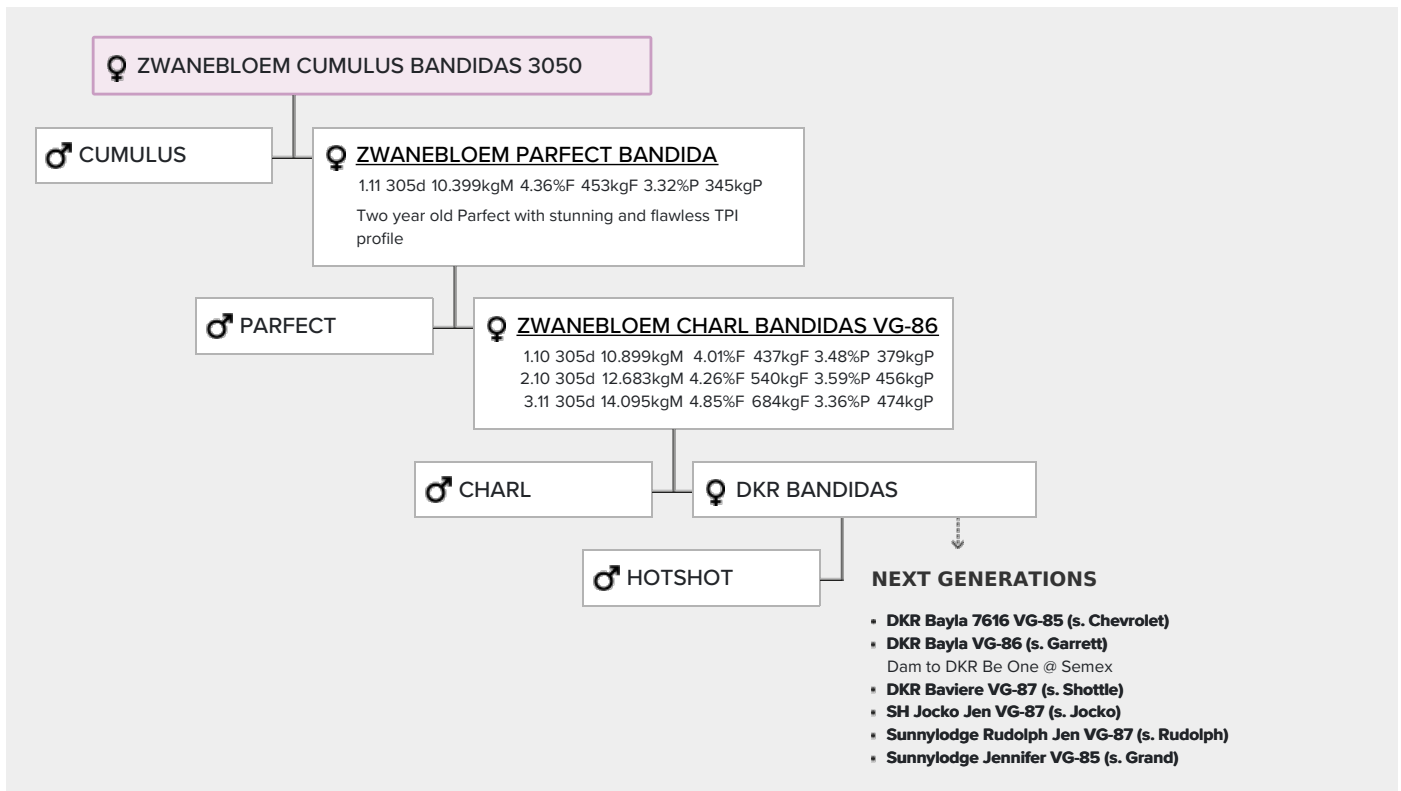 ZWANEBLOEM CUMULUS BANDIDAS 3050
CUMULUS
ZWANEBLOEM PARFECT BANDIDA
1.11 305d 10.399kgM 4.36%F 453kgF 3.32%P 345kgP
Two year old Parfect with stunning and flawless TPI
profile
PARFECT
ZWANEBLOEM CHARL BANDIDAS VG-86
1.10 305d 10.899kgM 4.01%F 437kgF 3.48%P 379kgP
2.10 305d 12.683kgM 4.26%F 540kgF 3.59%P 456kgP
3.11 305d 14.095kgM 4.85%F 684kgF 3.36%P 474kgP
CHARL
DKR BANDIDAS
HOTSHOT
NEXT GENERATIONS
DKR Bayla 7616 VG-85 (s. Chevrolet)
DKR Bayla VG-86 (s. Garrett)
Dam to DKR Be One @ Semex
DKR Baviere VG-87 (s. Shottle)
SH Jocko Jen VG-87 (s. Jocko)
Sunnylodge Rudolph Jen VG-87 (s. Rudolph)
Sunnylodge Jennifer VG-85 (s. Grand)